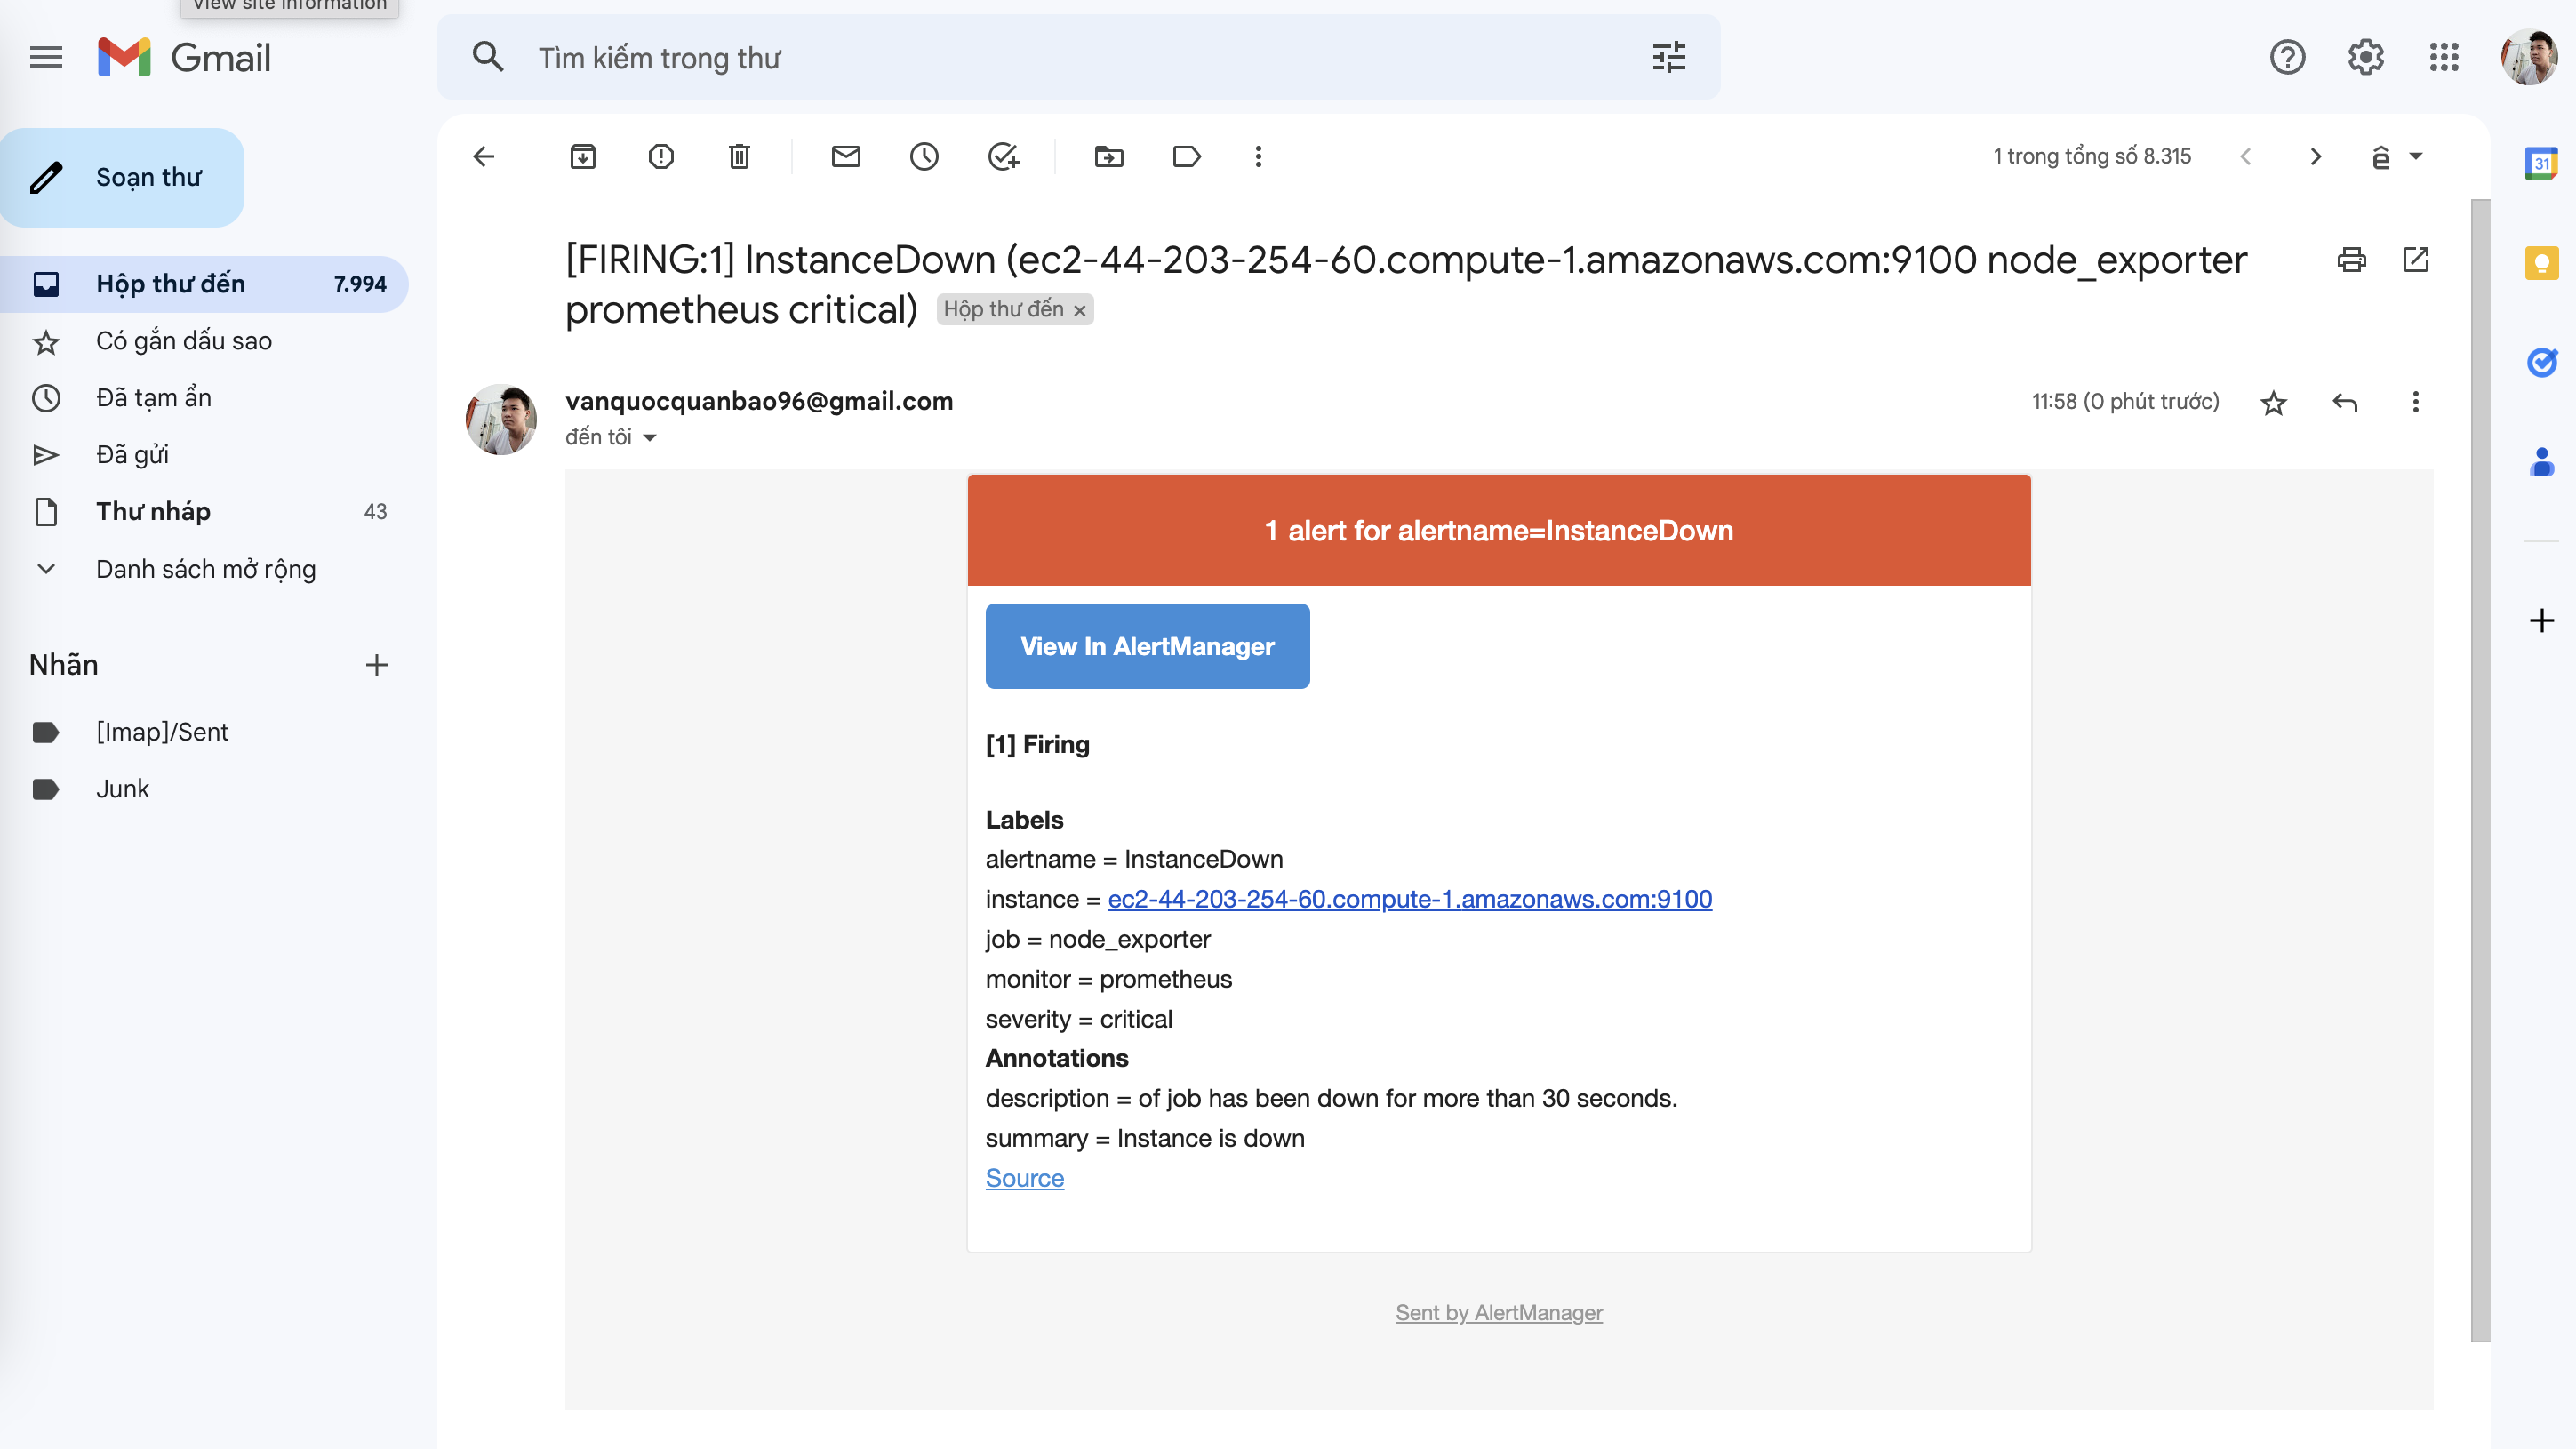 View site information
Gmail
Tìm kiếm trong thư
Soạn thư
1 trong tổng số 8.315
ê
31
Hộp thư đến 7.994
Có gắn dấu sao
Đã tạm ẩn
Đã gửi
Thư nháp 43
Danh sách mở rộng
Nhãn
[Imap]/Sent
Junk
[FIRING:1] InstanceDown (ec2-44-203-254-60.compute-1.amazonaws.com:9100 node_exporter
prometheus critical) Hộp thư đến ×
vanquocquanbao96@gmail.com
11:58 (0 phút trước)
đến tôi
1 alert for alertname=InstanceDown
View In AlertManager
[1] Firing
Labels
alertname = InstanceDown
instance = ec2-44-203-254-60.compute-1.amazonaws.com:9100
job = node_exporter
monitor = prometheus
severity = critical
Annotations
description = of job has been down for more than 30 seconds.
summary = Instance is down
Source
Sent by AlertManager